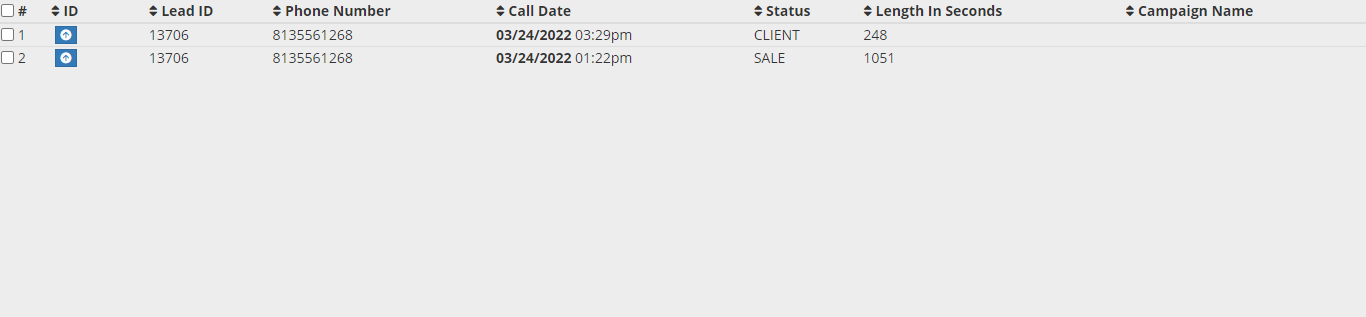 # ID Lead ID Phone Number Call Date Status Length In Seconds Campaign Name
1 13706 8135561268 03/24/2022 03:29pm CLIENT 248
2 13706 8135561268 03/24/2022 01:22pm SALE 1051